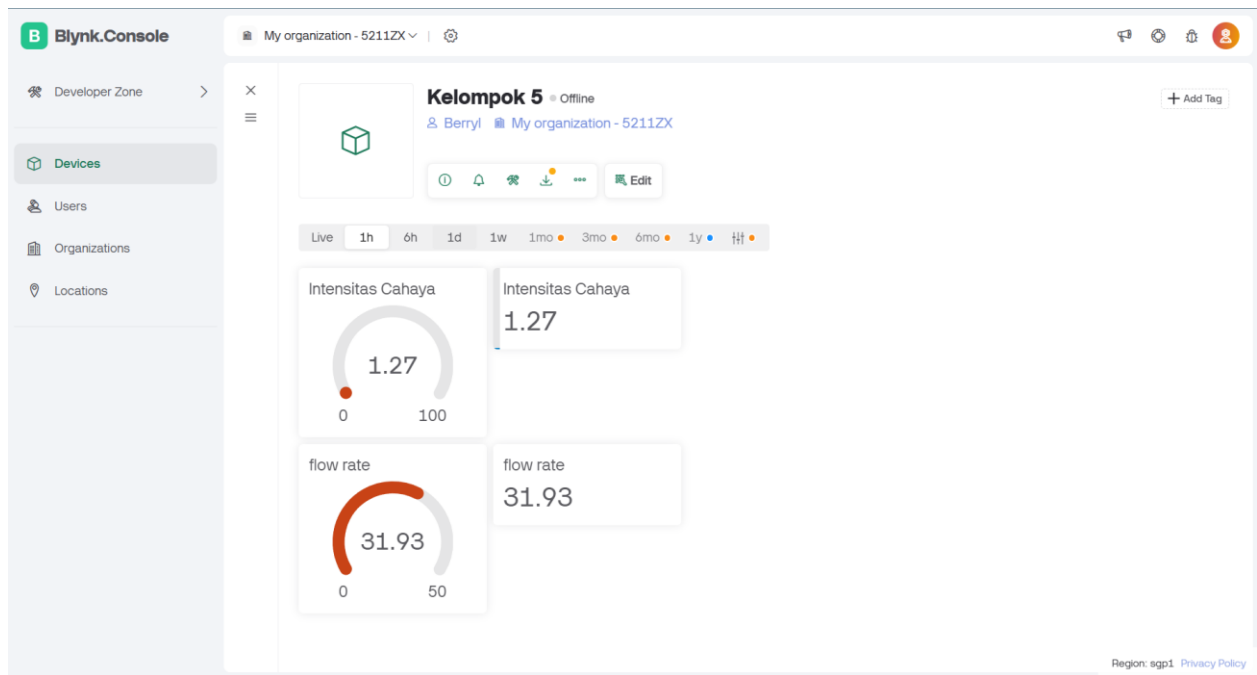 B Blynk.Console
My organization - 5211ZX
Developer Zone
Devices
Users
Organizations
Locations
Kelompok 5 Offline
Berryl My organization - 5211ZX
Edit
Add Tag
Live 1h 6h 1d 1w 1mo 3mo 6mo 1y
Intensitas Cahaya
1.27
0 100
Intensitas Cahaya
1.27
flow rate
31.93
0 50
flow rate
31.93
Region: sgp1 Privacy Policy